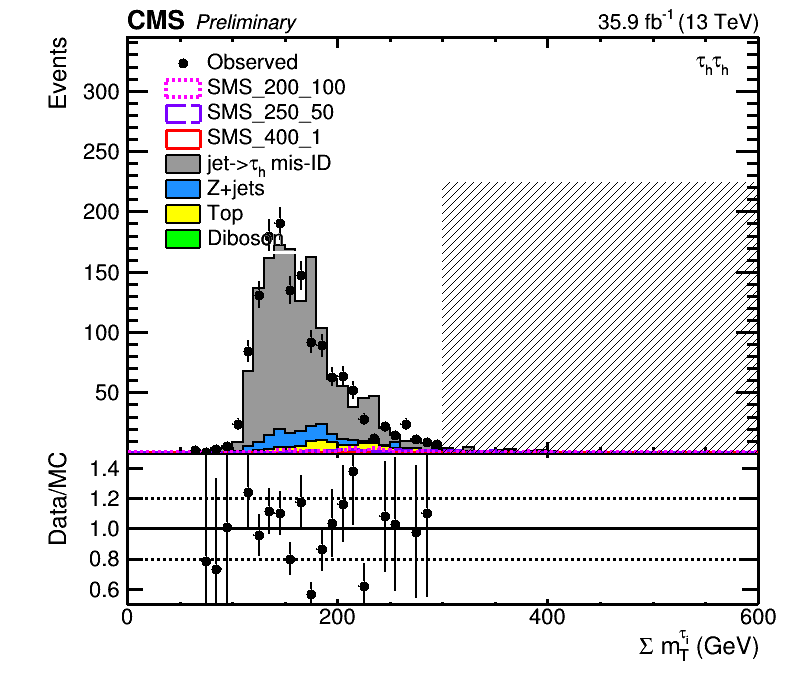 CMS Preliminary 35.9 fb⁻¹ (13 TeV)
Events
τhτh
Observed
SMS_200_100
SMS_250_50
SMS_400_1
jet->τh mis-ID
Z+jets
Top
Diboson
300
250
200
150
100
50
Data/MC
1.4
1.2
1.0
0.8
0.6
0 200 400 600
Σ mT^τi (GeV)